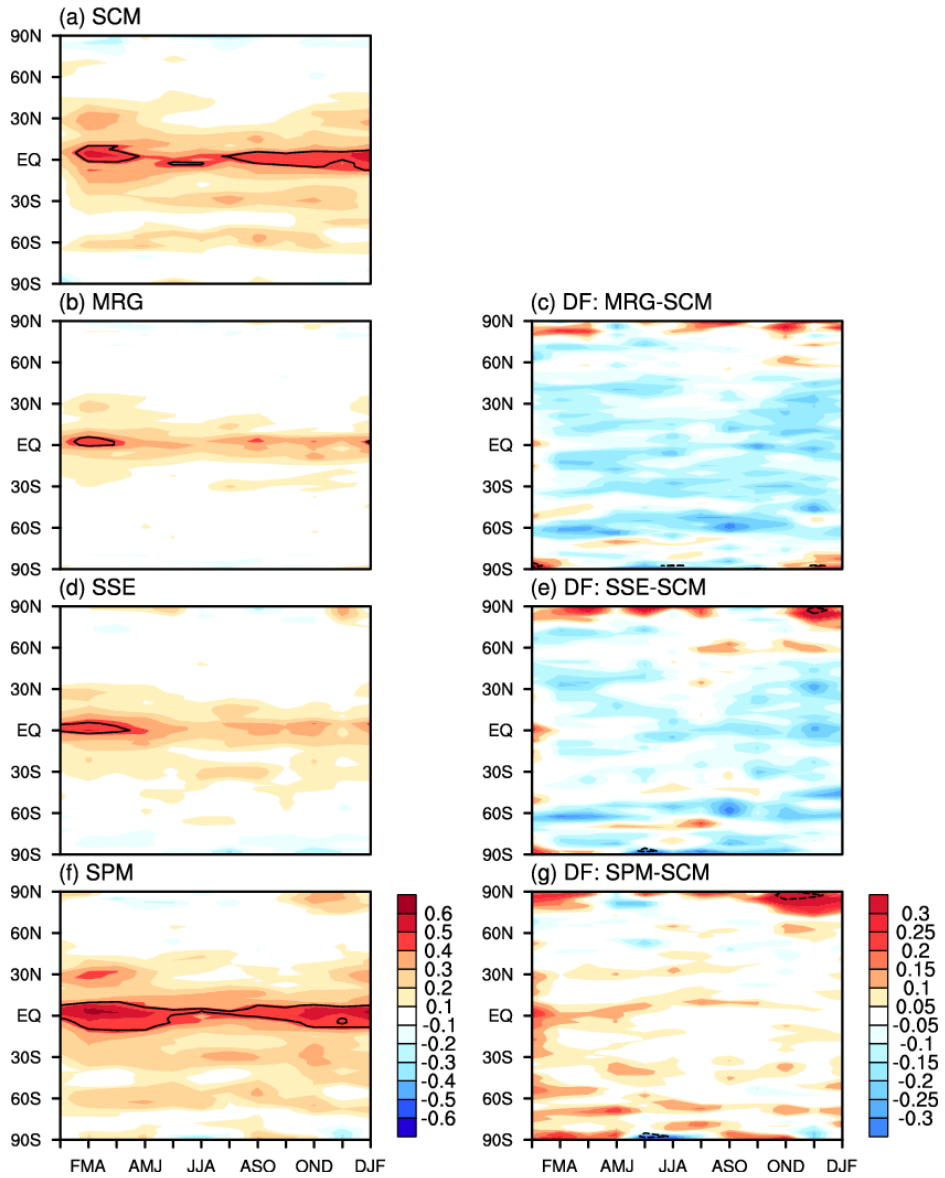 (a) SCM
90N
60N
30N
EQ
30S
60S
90S
(b) MRG
90N
60N
30N
EQ
30S
60S
90S
(c) DF: MRG-SCM
90N
60N
30N
EQ
30S
60S
90S
(d) SSE
90N
60N
30N
EQ
30S
60S
90S
(e) DF: SSE-SCM
90N
60N
30N
EQ
30S
60S
90S
(f) SPM
90N
60N
30N
EQ
30S
60S
90S
FMA AMJ JJA ASO OND DJF
0.6
0.5
0.4
0.3
0.2
0.1
-0.1
-0.2
-0.3
-0.4
-0.5
-0.6
(g) DF: SPM-SCM
90N
60N
30N
EQ
30S
60S
90S
FMA AMJ JJA ASO OND DJF
0.3
0.25
0.2
0.15
0.1
0.05
-0.05
-0.1
-0.15
-0.2
-0.25
-0.3